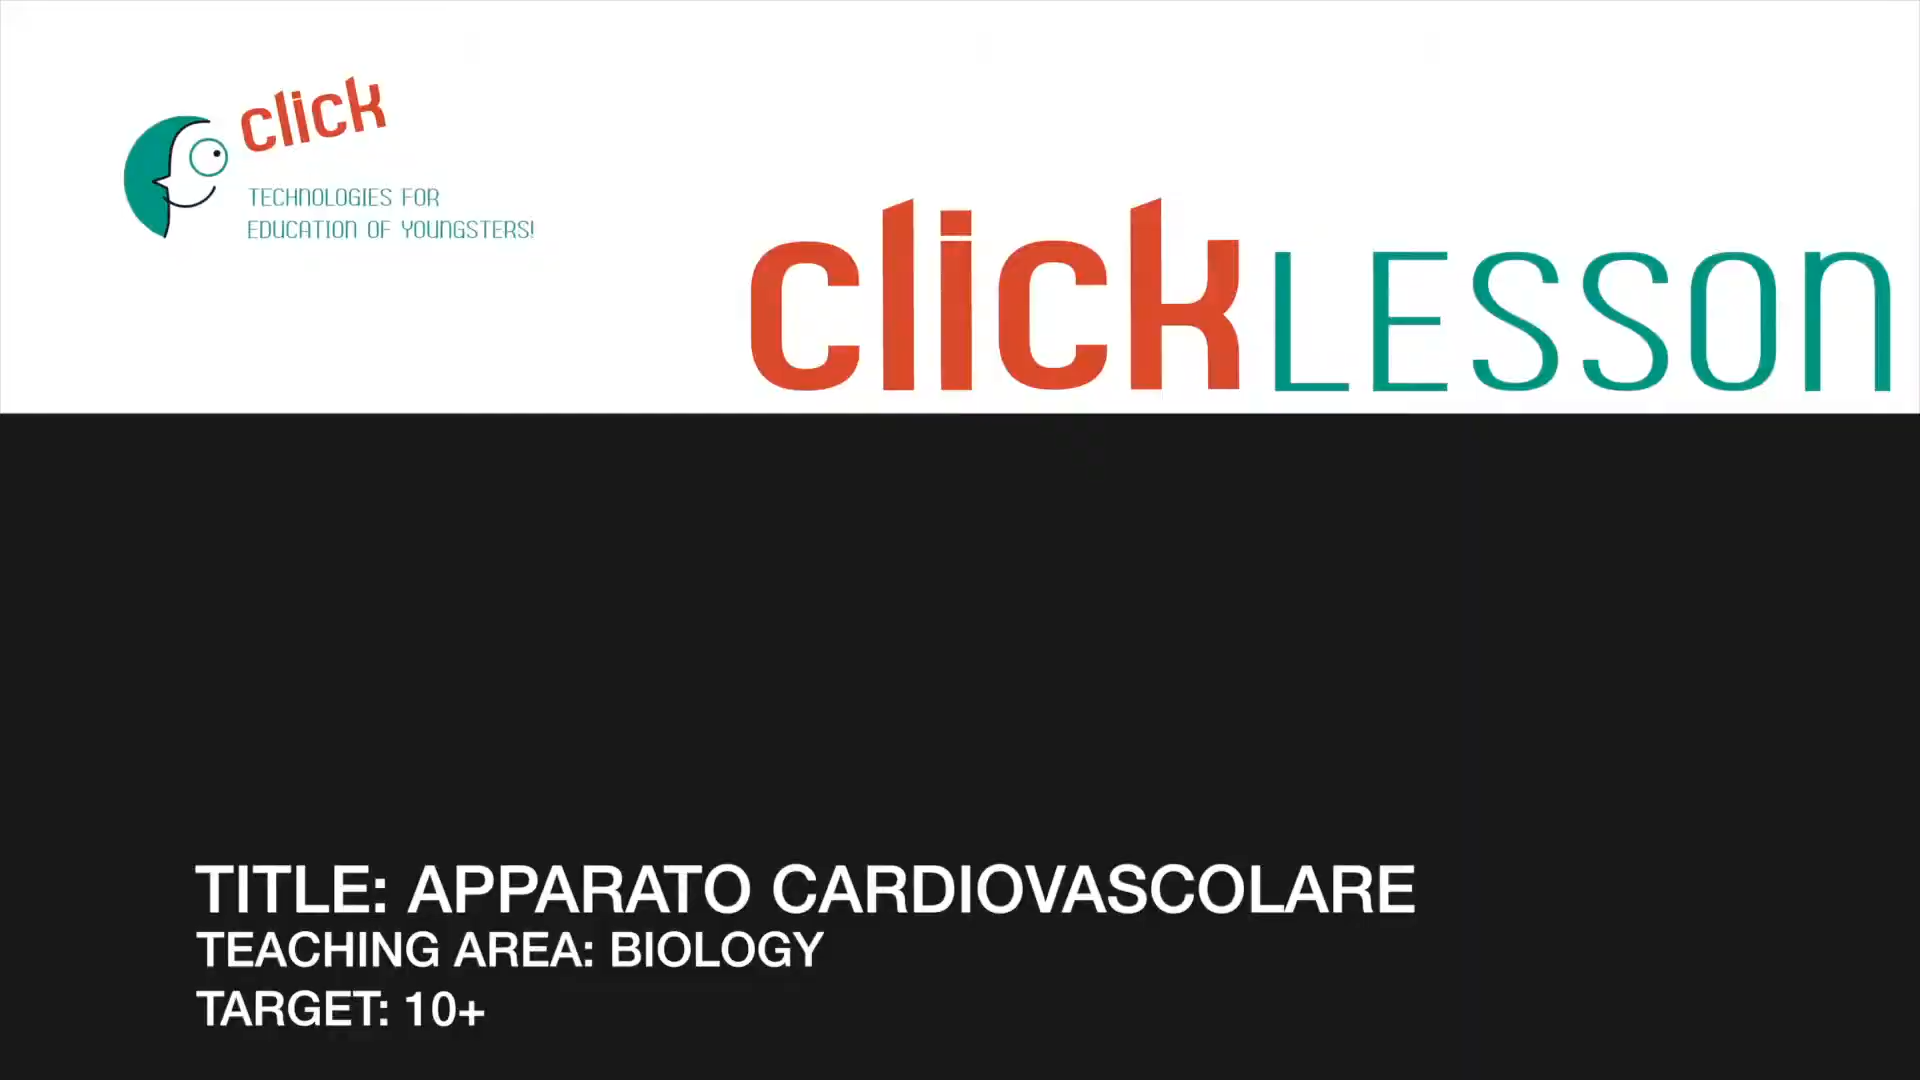 click
TECHNOLOGIES FOR
EDUCATION OF YOUNGSTERS!
clickLESSON
TITLE: APPARATO CARDIOVASCOLARE
TEACHING AREA: BIOLOGY
TARGET: 10+